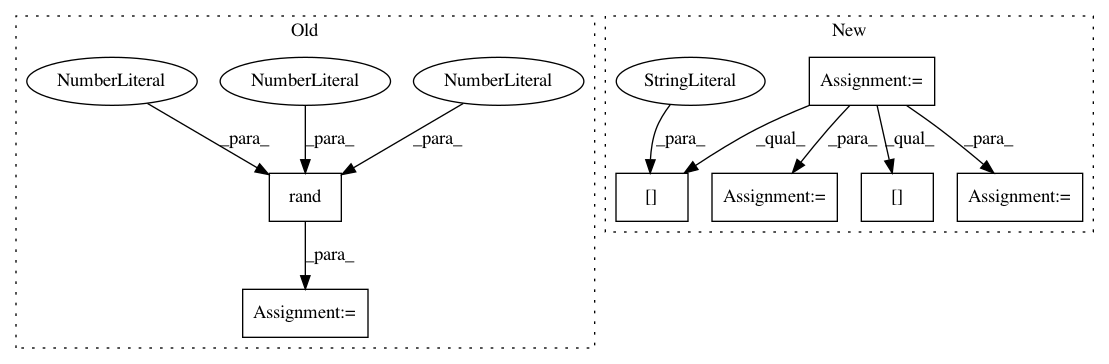 Old
New
NumberLiteral
NumberLiteral
NumberLiteral
StringLiteral
Assignment:=
_para_
_para_
_para_
_para_
_qual_
_para_
_qual_
_para_
rand
[]
Assignment:=
[]
Assignment:=
_para_
Assignment:=